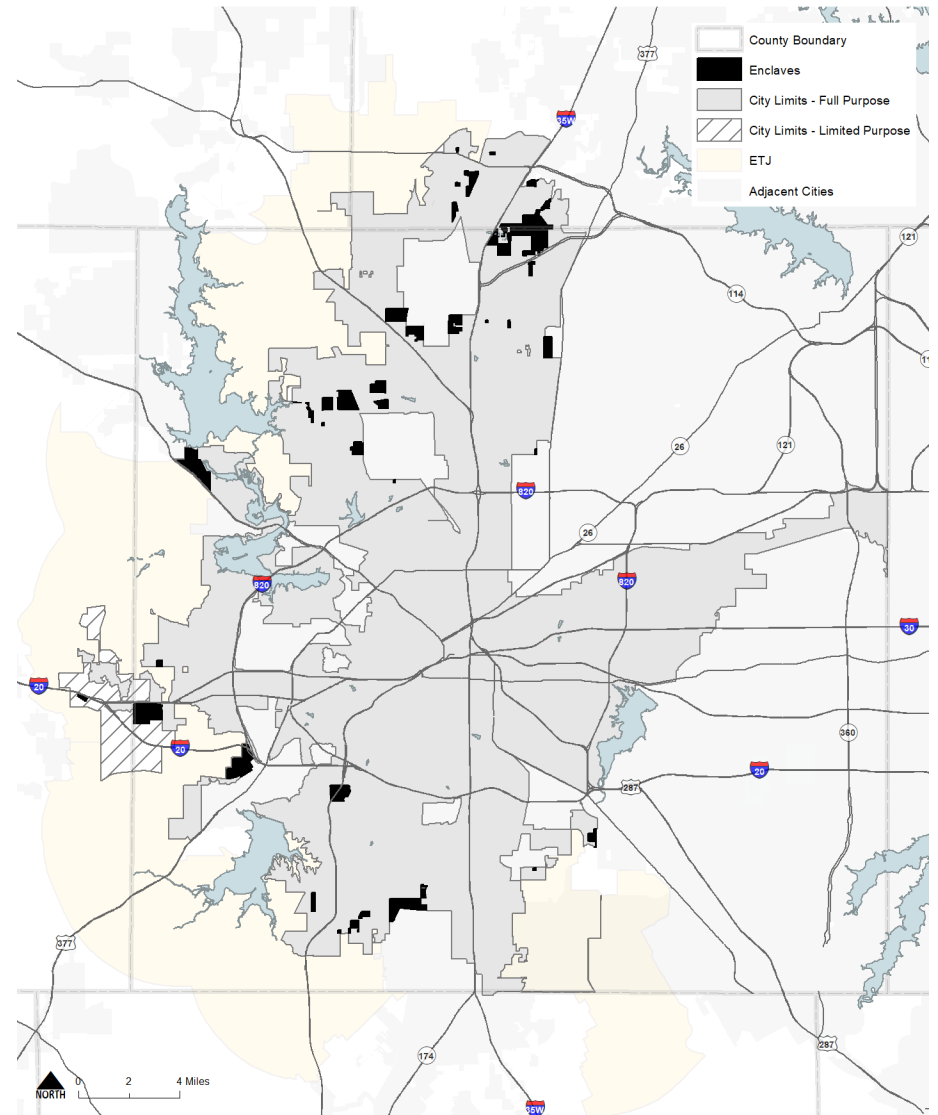 377
County Boundary
Enclaves
City Limits - Full Purpose
City Limits - Limited Purpose
ETJ
Adjacent Cities
35W
121
114
26
121
820
26
820
820
30
20
20
360
20
287
377
174
287
35W
NORTH
0 2 4 Miles